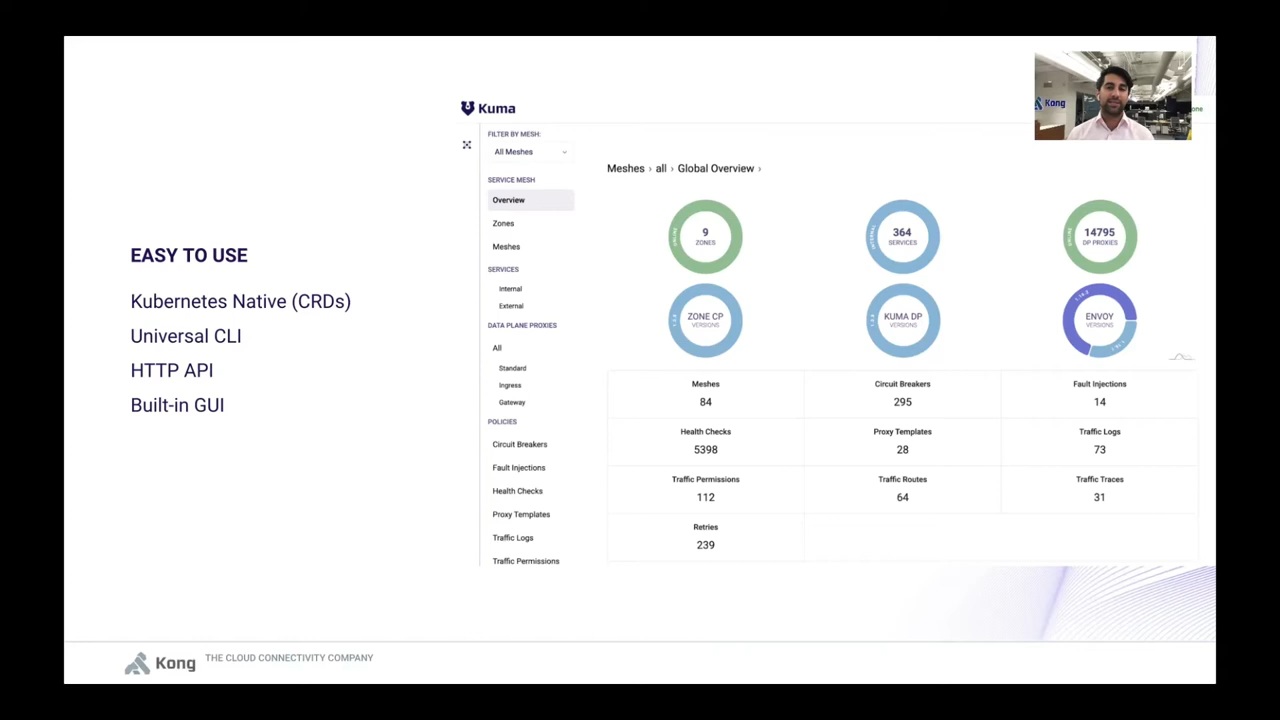 Kuma
Kong
one
FILTER BY MESH:
All Meshes
SERVICE MESH
Overview
Zones
Meshes
SERVICES
Internal
External
DATA PLANE PROXIES
All
Standard
Ingress
Gateway
POLICIES
Circuit Breakers
Fault Injections
Health Checks
Proxy Templates
Traffic Logs
Traffic Permissions
EASY TO USE
Kubernetes Native (CRDs)
Universal CLI
HTTP API
Built-in GUI
Meshes › all › Global Overview ›
ONLINE
9
ZONES
INTERNAL
364
SERVICES
ONLINE
14795
DP PROXIES
ZONE CP
VERSIONS
KUMA DP
VERSIONS
ENVOY
VERSIONS
Meshes
84
Circuit Breakers
295
Fault Injections
14
Health Checks
5398
Proxy Templates
28
Traffic Logs
73
Traffic Permissions
112
Traffic Routes
64
Traffic Traces
31
Retries
239
Kong
THE CLOUD CONNECTIVITY COMPANY